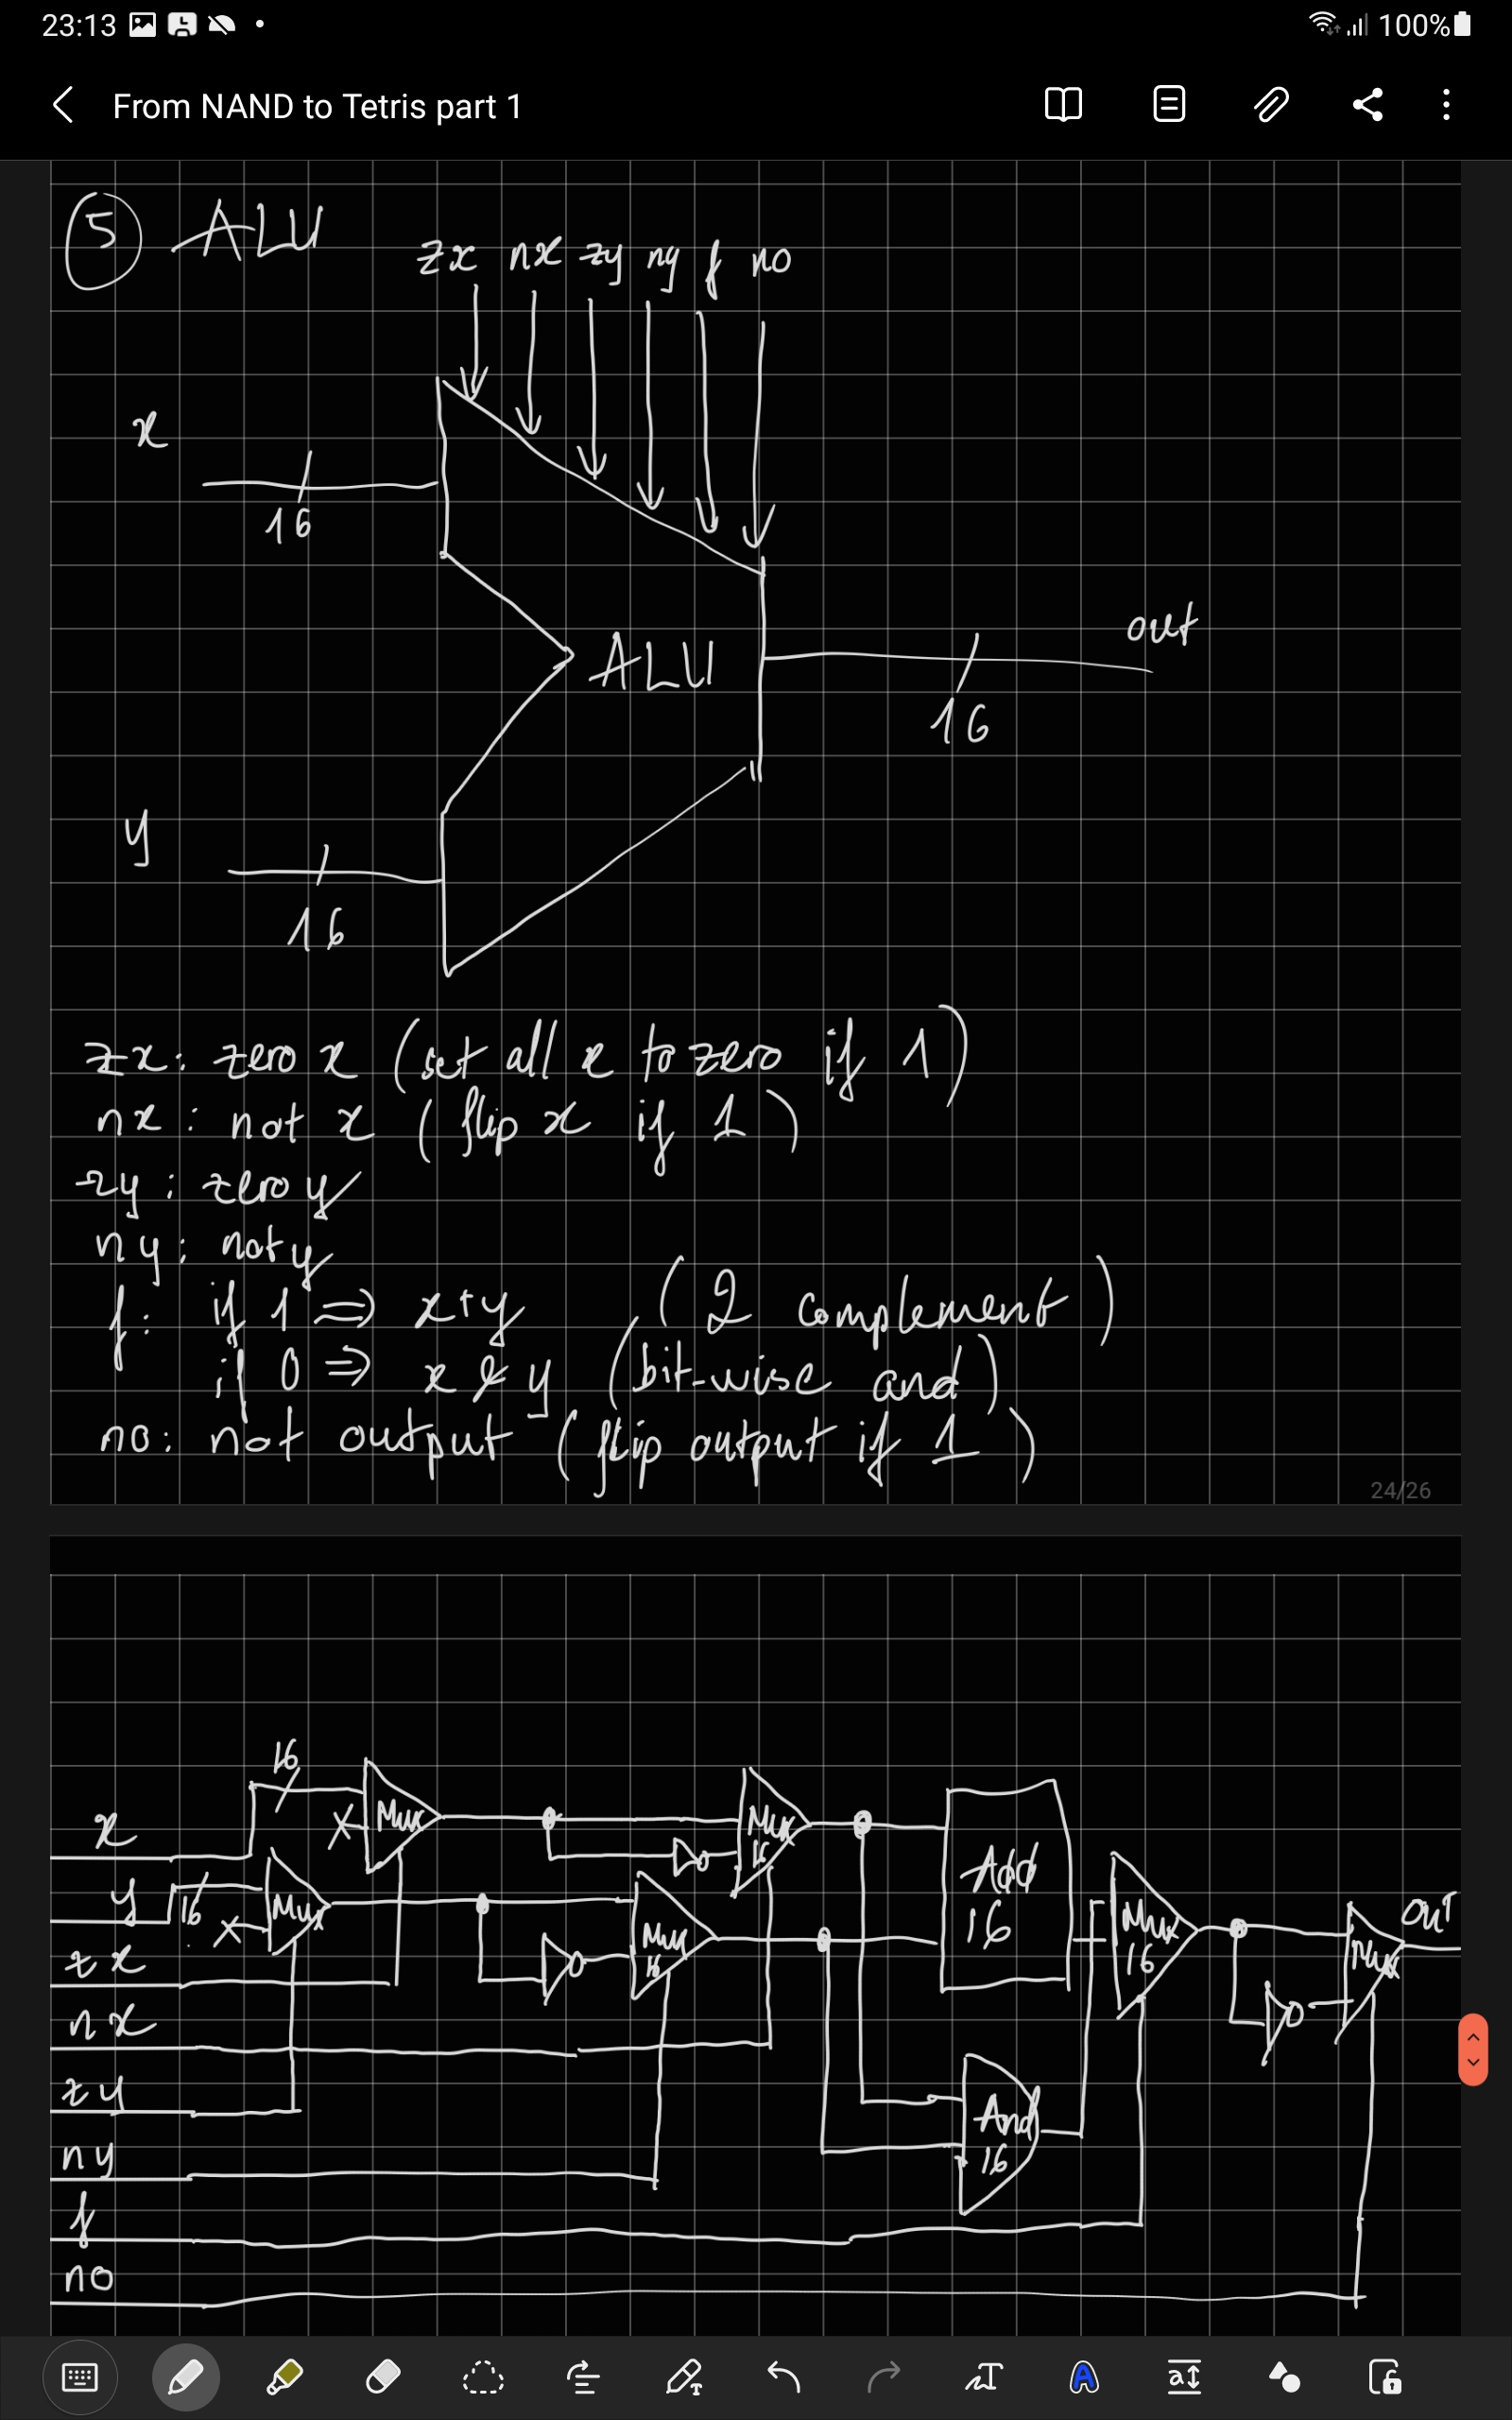 23:13
100%
From NAND to Tetris part 1
5 ALU
zx nx zy ny f no
x
16
ALU
out
16
y
16
zx: zero x (set all x to zero if 1)
nx: not x (flip x if 1)
zy: zero y
ny: not y
f: if 1 ⇒ x+y (2 complement)
if 0 ⇒ x & y (bit-wise and)
no: not output (flip output if 1)
24/26
16
x Mux Mux 16 Add 16
y 16 Mux Mux 16 Mux 16 Mux out
zx
nx
zy And 16
ny
f
no